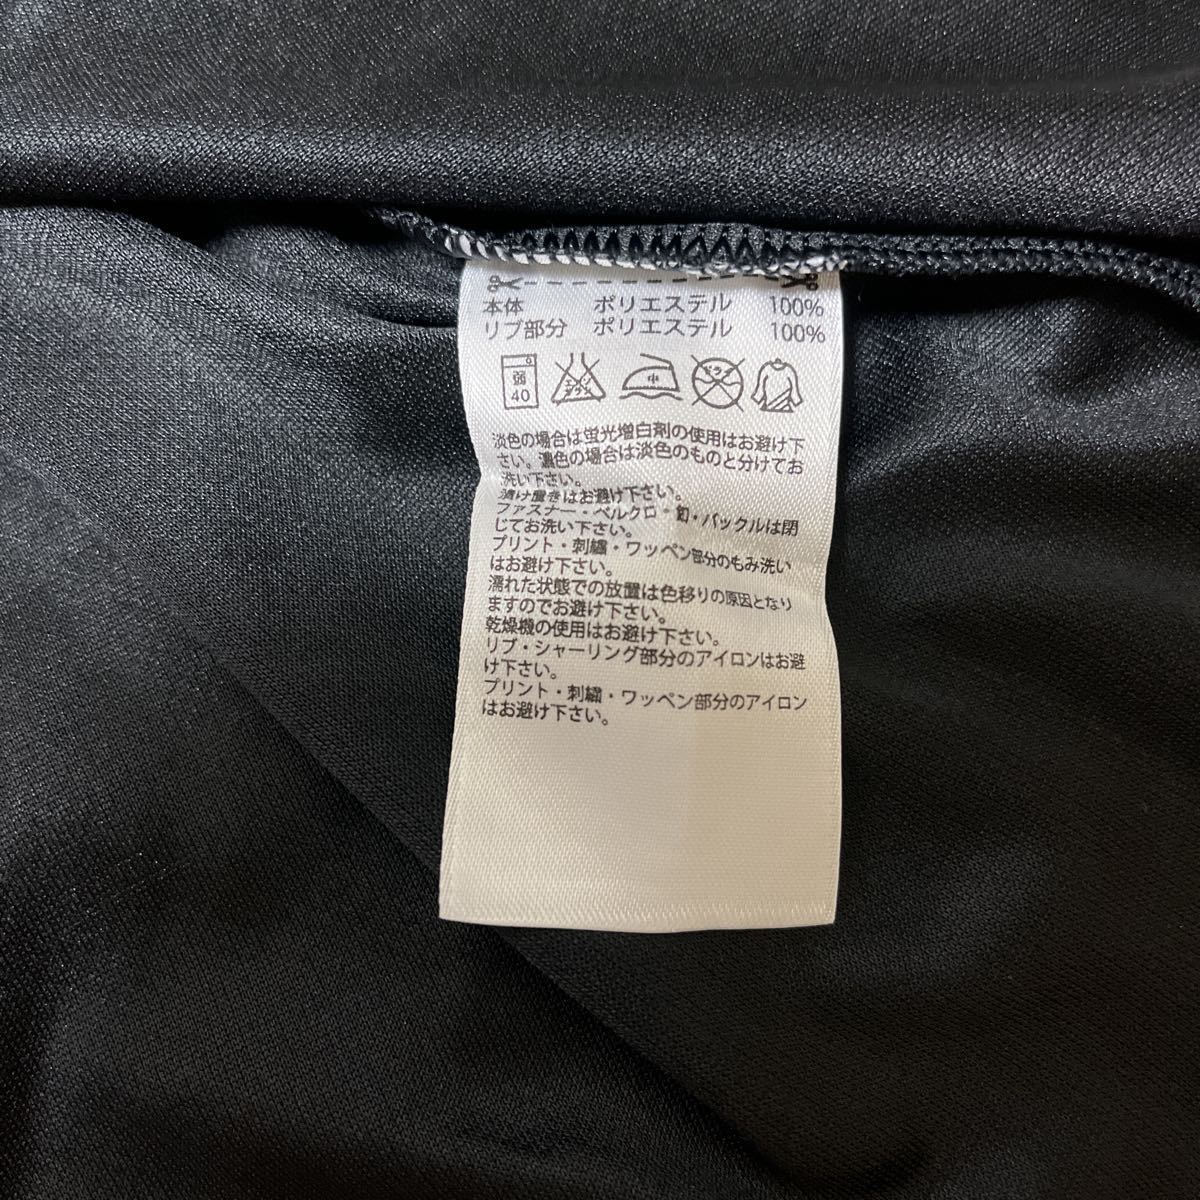 本体 ポリエステル 100%
リブ部分 ポリエステル 100%
弱 40 エンソサラシ 中 ドライ
淡色の場合は蛍光増白剤の使用はお避け下
さい。濃色の場合は淡色のものと分けてお
洗い下さい。
漬け置きはお避け下さい。
ファスナー・ベルクロ・釦・バックルは閉
じてお洗い下さい。
プリント・刺繍・ワッペン部分のもみ洗い
はお避け下さい。
濡れた状態での放置は色移りの原因となり
ますのでお避け下さい。
乾燥機の使用はお避け下さい。
リブ・シャーリング部分のアイロンはお避
け下さい。
プリント・刺繍・ワッペン部分のアイロン
はお避け下さい。